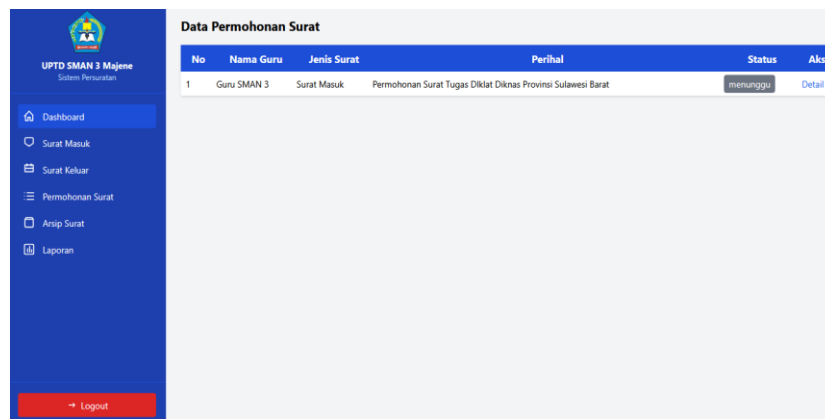 Data Permohonan Surat
UPTD SMAN 3 Majene
Sistem Persuratan
Dashboard
Surat Masuk
Surat Keluar
Permohonan Surat
Arsip Surat
Laporan
→ Logout
No Nama Guru Jenis Surat Perihal Status Aks
1 Guru SMAN 3 Surat Masuk Permohonan Surat Tugas DIklat Diknas Provinsi Sulawesi Barat menunggu Detail